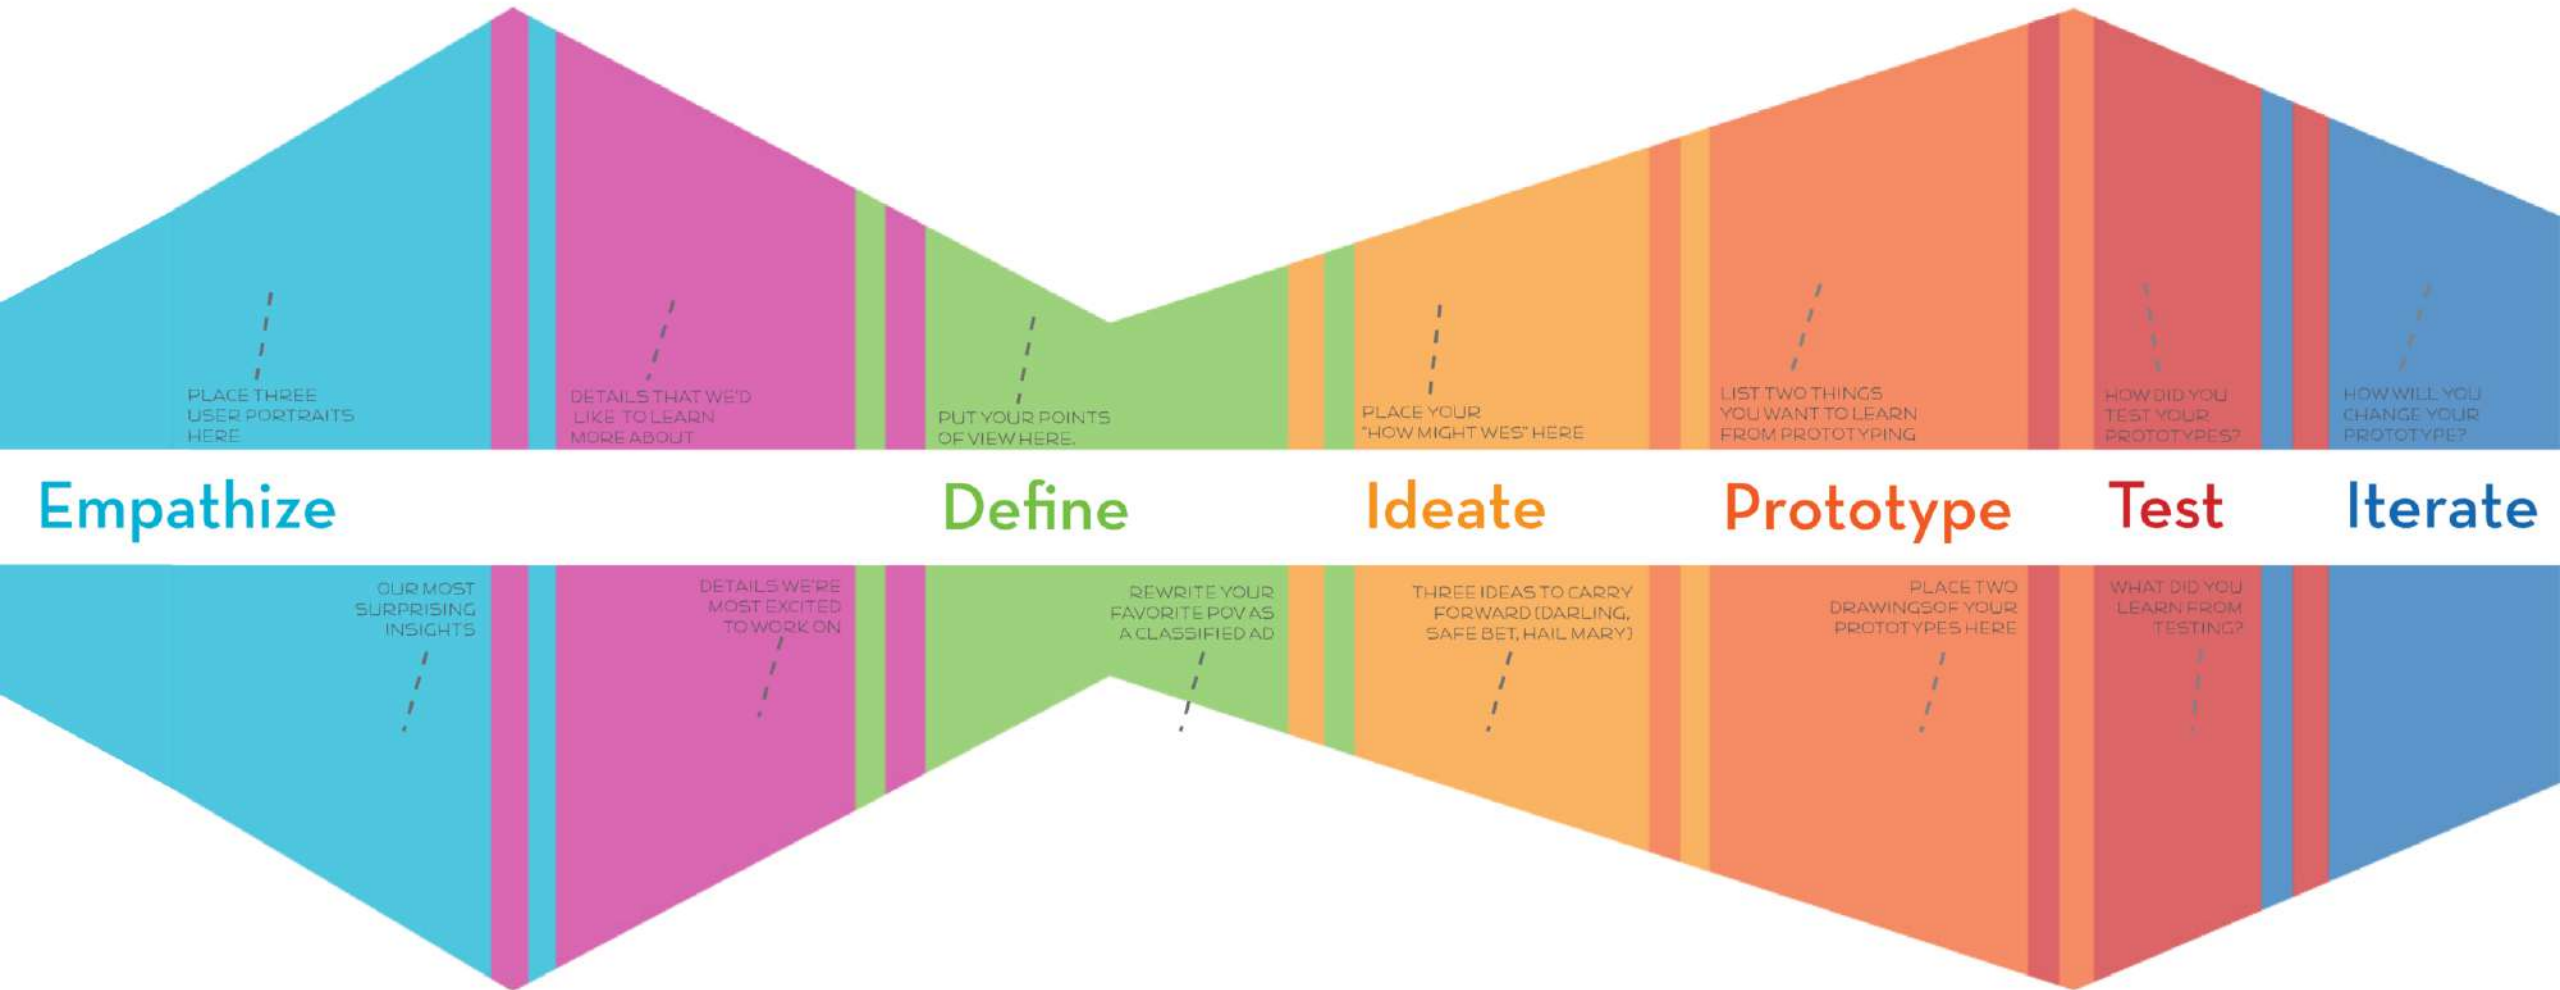 PLACE THREE
USER PORTRAITS
HERE
DETAILS THAT WE'D
LIKE TO LEARN
MORE ABOUT
PUT YOUR POINTS
OF VIEW HERE.
PLACE YOUR
"HOW MIGHT WES" HERE
LIST TWO THINGS
YOU WANT TO LEARN
FROM PROTOTYPING
HOW DID YOU
TEST YOUR
PROTOTYPES?
HOW WILL YOU
CHANGE YOUR
PROTOTYPE?
Empathize
Define
Ideate
Prototype
Test
Iterate
OUR MOST
SURPRISING
INSIGHTS
DETAILS WE'RE
MOST EXCITED
TO WORK ON
REWRITE YOUR
FAVORITE POV AS
A CLASSIFIED AD
THREE IDEAS TO CARRY
FORWARD (DARLING,
SAFE BET, HAIL MARY)
PLACE TWO
DRAWINGSOF YOUR
PROTOTYPES HERE
WHAT DID YOU
LEARN FROM
TESTING?